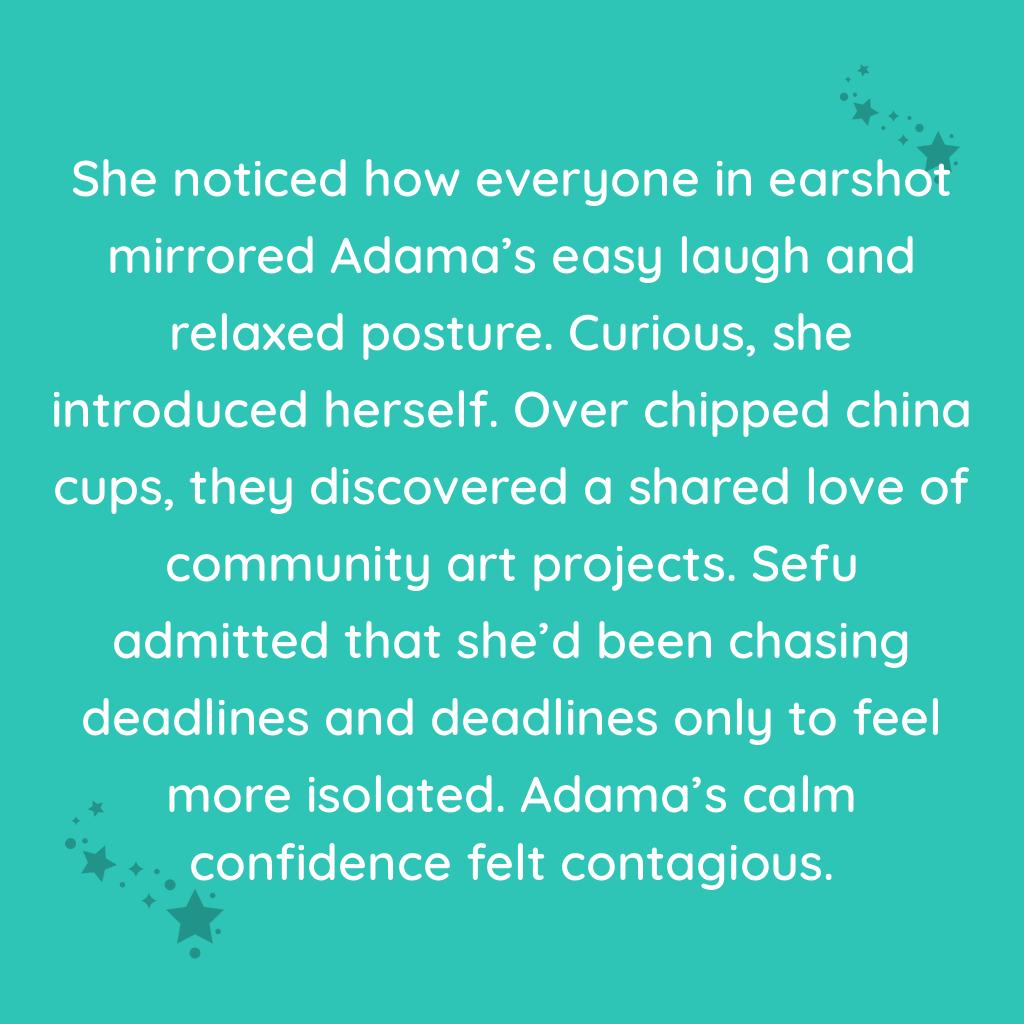 She noticed how everyone in earshot
mirrored Adama’s easy laugh and
relaxed posture. Curious, she
introduced herself. Over chipped china
cups, they discovered a shared love of
community art projects. Sefu
admitted that she’d been chasing
deadlines and deadlines only to feel
more isolated. Adama’s calm
confidence felt contagious.